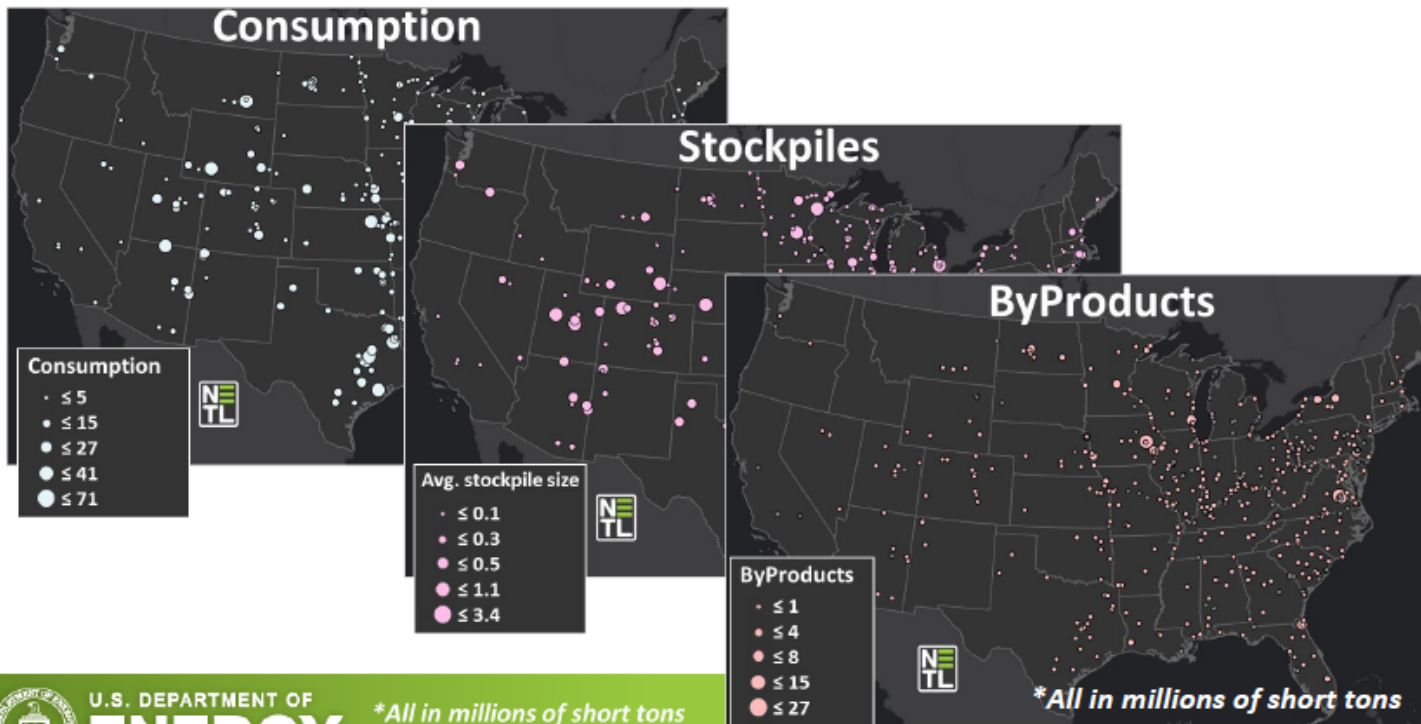 Consumption
Consumption
≤ 5
≤ 15
≤ 27
≤ 41
≤ 71
NETL
Stockpiles
Avg. stockpile size
≤ 0.1
≤ 0.3
≤ 0.5
≤ 1.1
≤ 3.4
NETL
ByProducts
ByProducts
≤ 1
≤ 4
≤ 8
≤ 15
≤ 27
NETL
*All in millions of short tons
U.S. DEPARTMENT OF
ENERGY
*All in millions of short tons